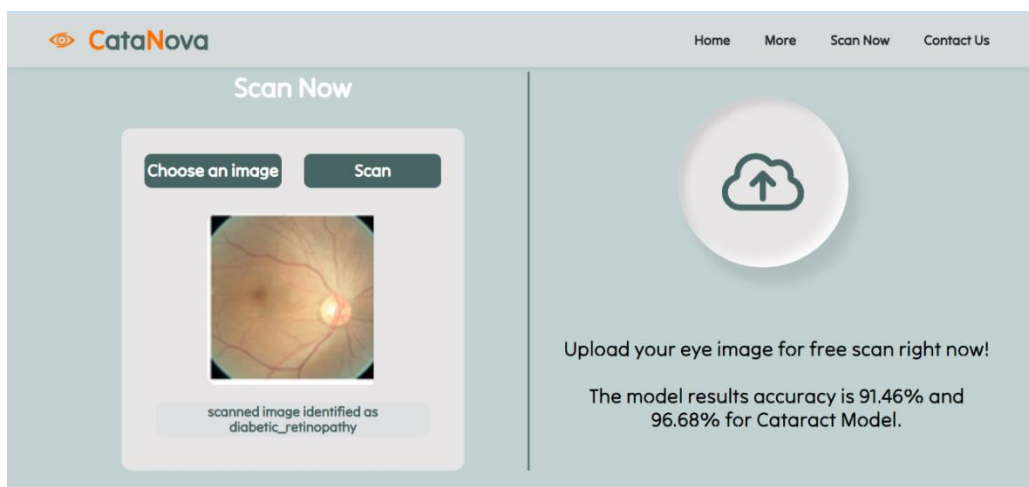 CataNova
Home More Scan Now Contact Us
Scan Now
Choose an image
Scan
scanned image identified as
diabetic_retinopathy
Upload your eye image for free scan right now!
The model results accuracy is 91.46% and
96.68% for Cataract Model.